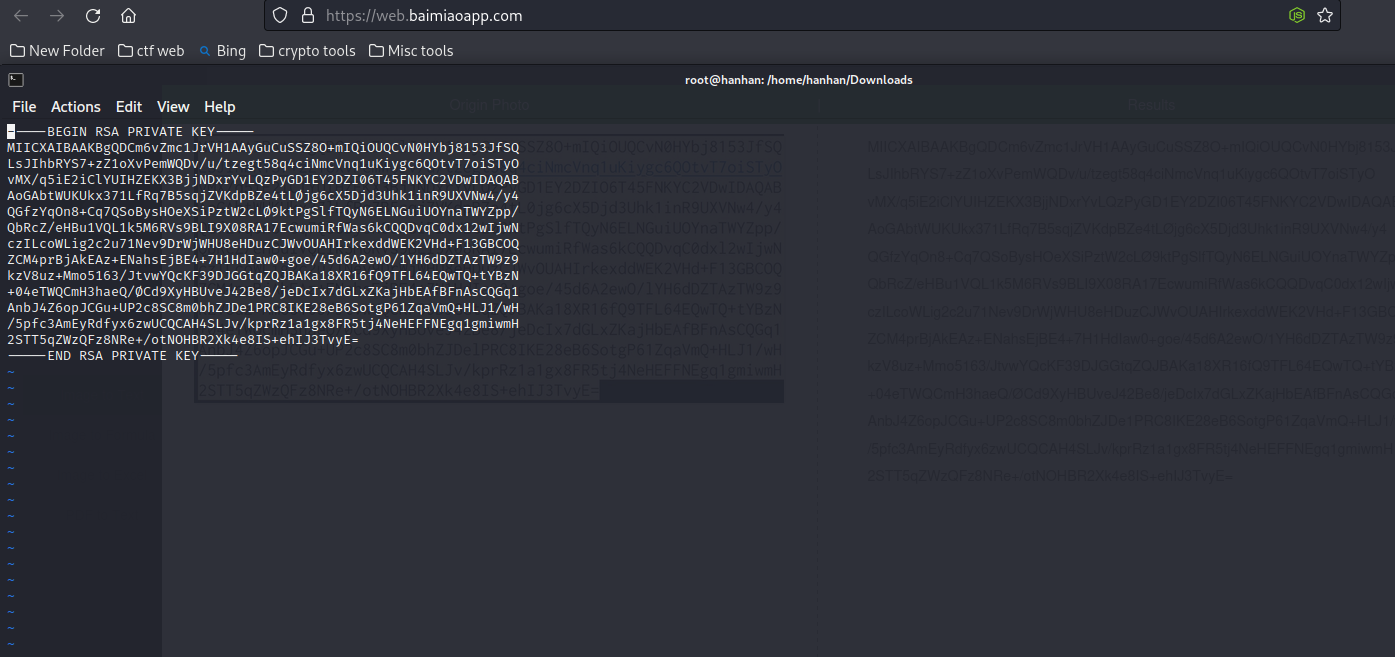 https://web.baimiaoapp.com
New Folder
ctf web
Bing
crypto tools
Misc tools
root@hanhan: /home/hanhan/Downloads
File Actions Edit View Help
Origin Photo
Results
-----BEGIN RSA PRIVATE KEY-----
MIICXAIBAAKBgQDCm6vZmc1JrVH1AAyGuCuSSZ8O+mIQiOUQCvN0HYbj8153JfSQ
LsJIhbRYS7+zZ1oXvPemWQDv/u/tzegt58q4ciNmcVnq1uKiygc6QOtvT7oiSTyO
vMX/q5iE2iClYUIHZEKX3BjjNDxrYvLQzPyGD1EY2DZI06T45FNKYC2VDwIDAQAB
AoGAbtWUKUkx371LfRq7B5sqjZVKdpBZe4tL0jg6cX5Djd3Uhk1inR9UXVNw4/y4
QGfzYqOn8+Cq7QSoBysHOeXSiPztW2cL09ktPgSlfTQyN6ELNGuiUOYnaTWYZpp/
QbRcZ/eHBu1VQL1k5M6RVs9BLI9X08RA17EcwumiRfWas6kCQQDvqC0dx12wIjwN
czILcoWLig2c2u71Nev9DrWjWHU8eHDuzCJWvOUAHIrkexddWEK2VHd+F13GBCOQ
ZCM4prBjAkEAz+ENahsEjBE4+7H1HdIaw0+goe/45d6A2ewO/1YH6dDZTAzTW9z9
kzV8uz+Mmo5163/JtvwYQcKF39DJGGtqZQJBAKa18XR16fQ9TFL64EQwTQ+tYBzN
+04eTWQCmH3haeQ/0Cd9XyHBUveJ42Be8/jeDcIx7dGLxZKajHbEAfBFnAsCQGq1
AnbJ4Z6opJCGu+UP2c8SC8m0bhZJDe1PRC8IKE28eB6SotgP61ZqaVmQ+HLJ1/wH
/5pfc3AmEyRdfyx6zwUCQCAH4SLJv/kprRz1a1gx8FR5tj4NeHEFFNEgq1gmiwmH
2STT5qZWzQFz8NRe+/otNOHBR2Xk4e8IS+ehIJ3TvyE=
-----END RSA PRIVATE KEY-----